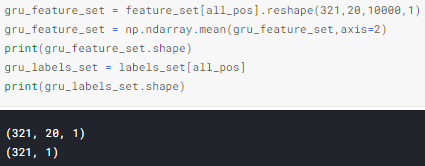 gru_feature_set = feature_set[all_pos].reshape(321,20,10000,1)
gru_feature_set = np.ndarray.mean(gru_feature_set,axis=2)
print(gru_feature_set.shape)
gru_labels_set = labels_set[all_pos]
print(gru_labels_set.shape)
(321, 20, 1)
(321, 1)